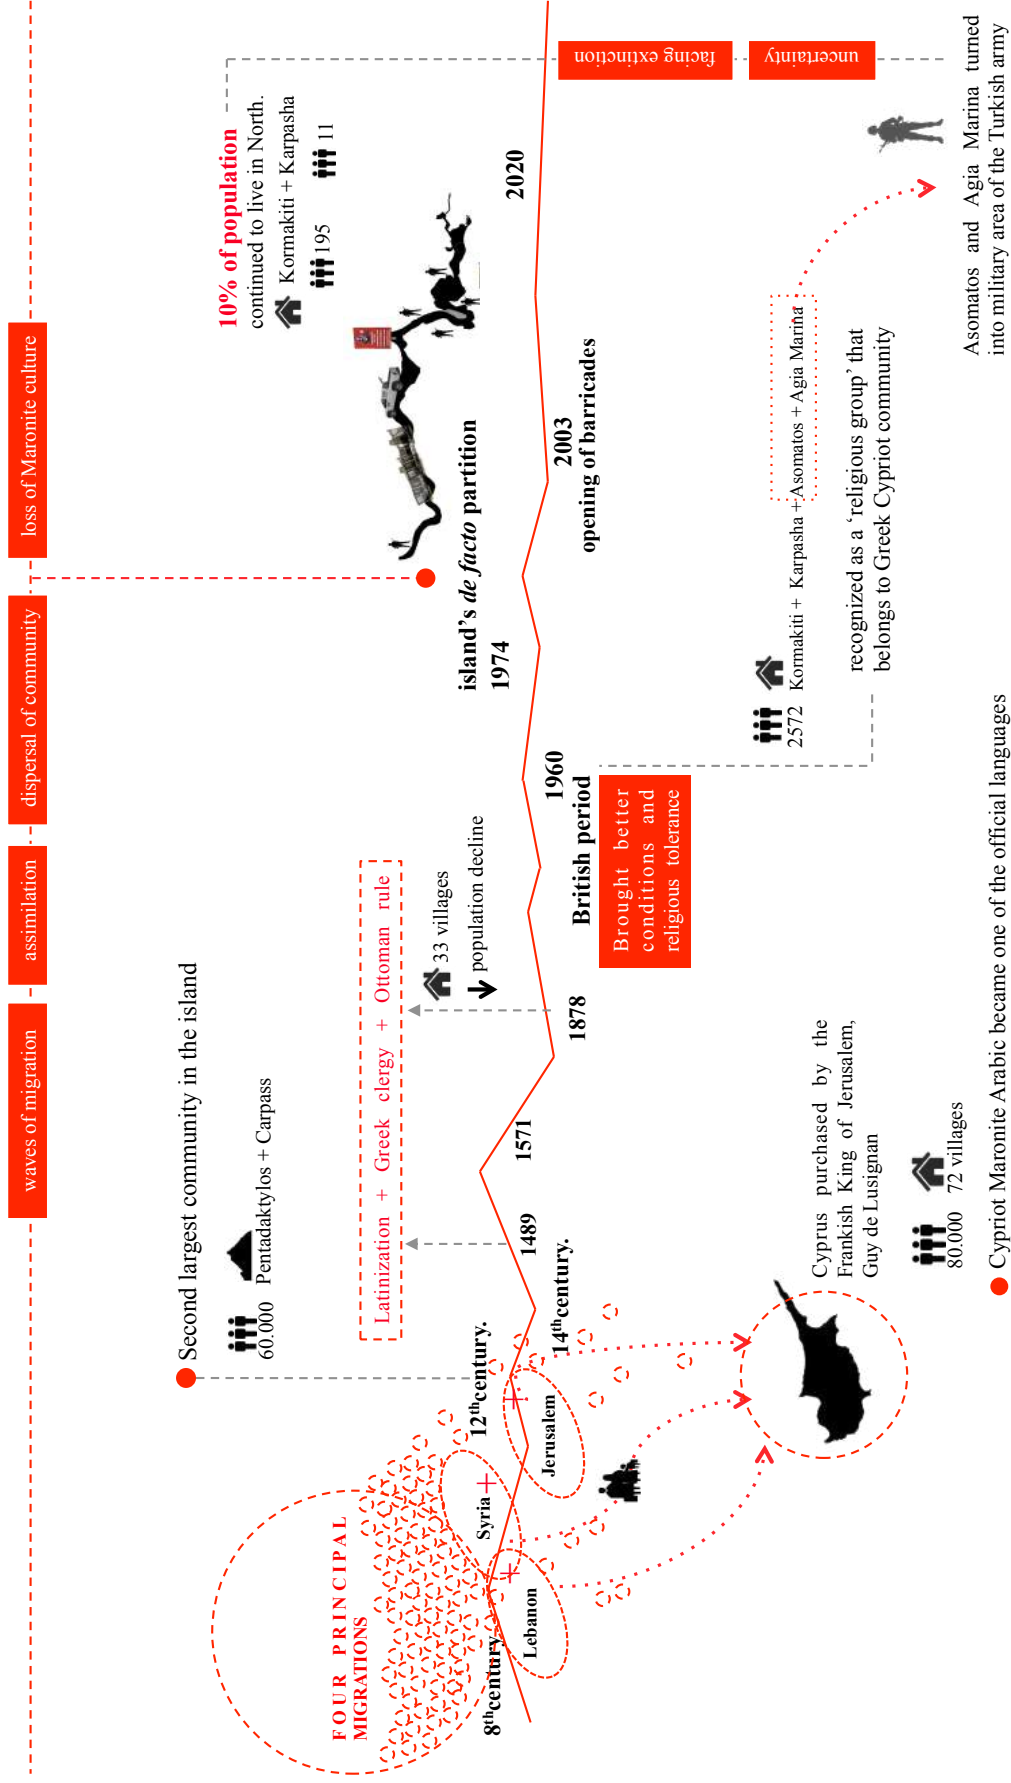 waves of migration
assimilation
dispersal of community
loss of Maronite culture
Second largest community in the island
60.000 Pentadaktylos + Carpass
FOUR PRINCIPAL
MIGRATIONS
Latinization + Greek clergy + Ottoman rule
33 villages
population decline
10% of population
continued to live in North.
Kormakiti + Karpasha
195 11
island's de facto partition
1974
8th century
12th century.
14th century.
Syria
Lebanon
Jerusalem
1489
1571
1878
British period
1960
Brought better
conditions and
religious tolerance
2003
opening of barricades
2020
facing extinction
uncertainty
2572 Kormakiti + Karpasha + Asomatos + Agia Marina
recognized as a ‘religious group’ that
belongs to Greek Cypriot community
Asomatos and Agia Marina turned
into military area of the Turkish army
Cyprus purchased by the
Frankish King of Jerusalem,
Guy de Lusignan
80.000 72 villages
Cypriot Maronite Arabic became one of the official languages